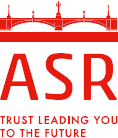 ASR
TRUST LEADING YOU
TO THE FUTURE